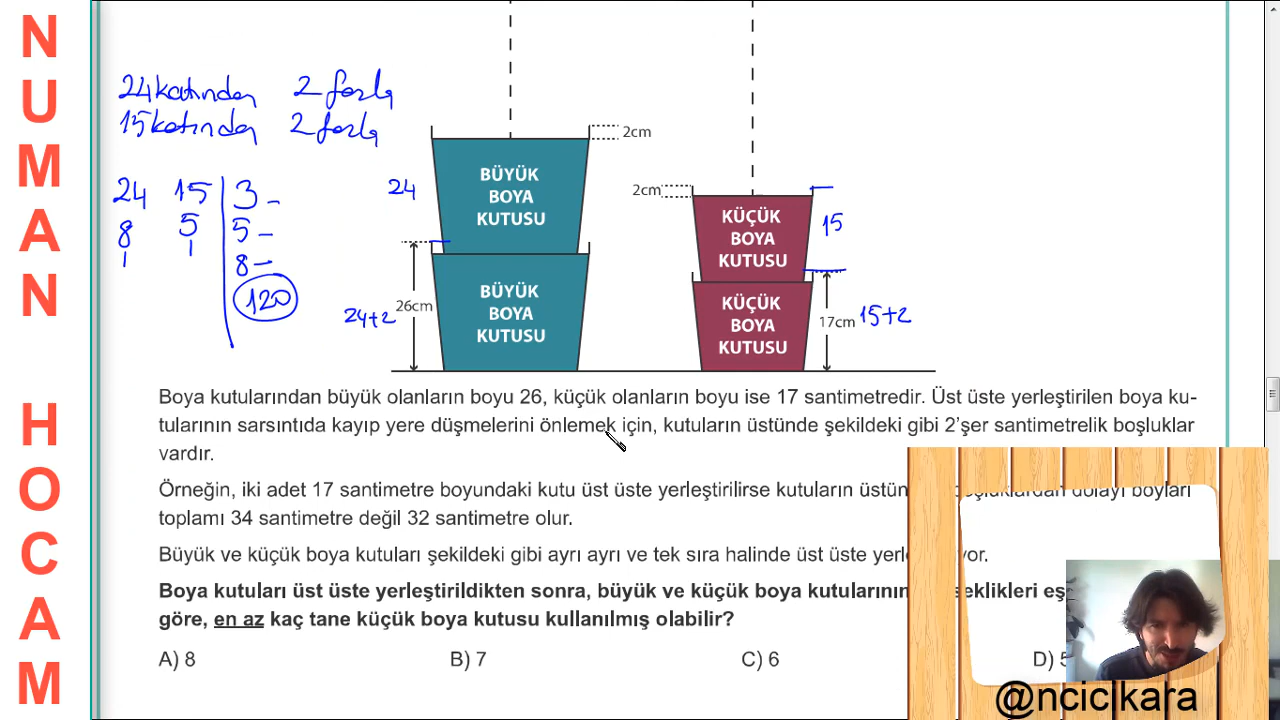 NUMAN HOCAM
24 katından 2 fazla
15 katından 2 fazla
24 15 3
8 5 5
1 1 8
120
2cm
24
BÜYÜK
BOYA
KUTUSU
26cm
24+2
BÜYÜK
BOYA
KUTUSU
2cm
15
KÜÇÜK
BOYA
KUTUSU
17cm
15+2
KÜÇÜK
BOYA
KUTUSU
Boya kutularından büyük olanların boyu 26, küçük olanların boyu ise 17 santimetredir. Üst üste yerleştirilen boya ku-
tularının sarsıntıda kayıp yere düşmelerini önlemek için, kutuların üstünde şekildeki gibi 2'şer santimetrelik boşluklar
vardır.
Örneğin, iki adet 17 santimetre boyundaki kutu üst üste yerleştirilirse kutuların boyları
toplamı 34 santimetre değil 32 santimetre olur.
Büyük ve küçük boya kutuları şekildeki gibi ayrı ayrı ve tek sıra halinde üst üste
Boya kutuları üst üste yerleştirildikten sonra, büyük ve küçük boya kutularının
göre, en az kaç tane küçük boya kutusu kullanılmış olabilir?
A) 8 B) 7 C) 6 D) 5
@ncicikara